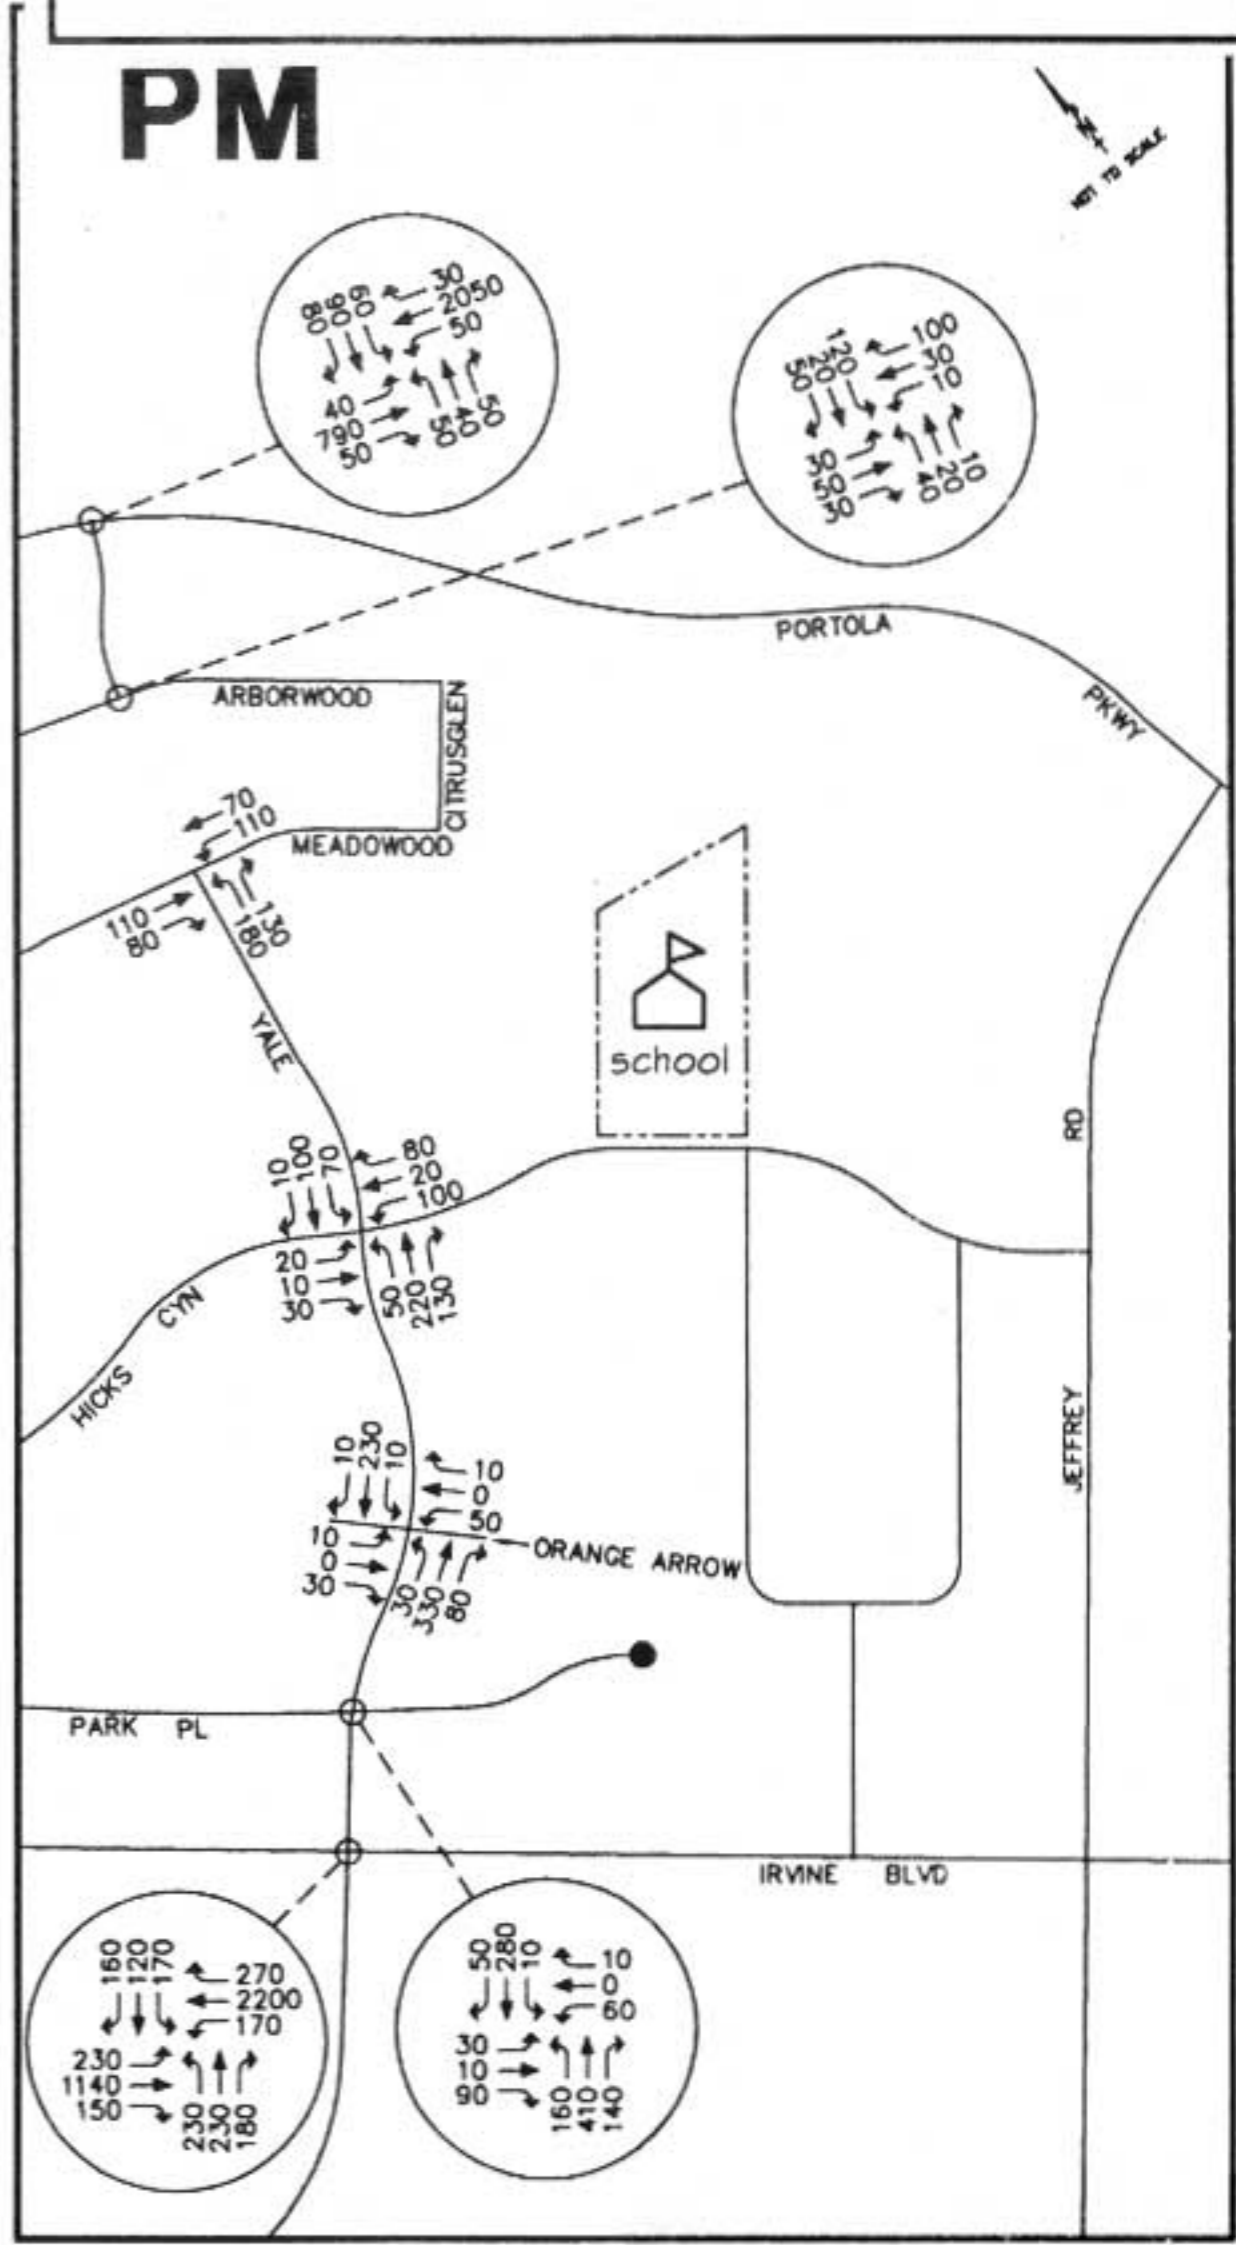 PM
NOT TO SCALE
80 90 60
30
2050
50
40
790
50
50 40 50
50 20 120
100
30
10
30
50
30
40 20 10
PORTOLA
PKWY
ARBORWOOD
CITRUSGLEN
MEADOWOOD
70
110
110
80
180 130
YALE
school
RD
10 100 70
80
20
100
20
10
30
50 220 130
HICKS CYN
JEFFREY
10 230 10
10
0
50
10
0
30
30 330 80
ORANGE ARROW
PARK PL
IRVINE BLVD
160 120 170
270
2200
170
230
1140
150
230 230 180
50 280 10
10
0
60
30
10
90
160 410 140